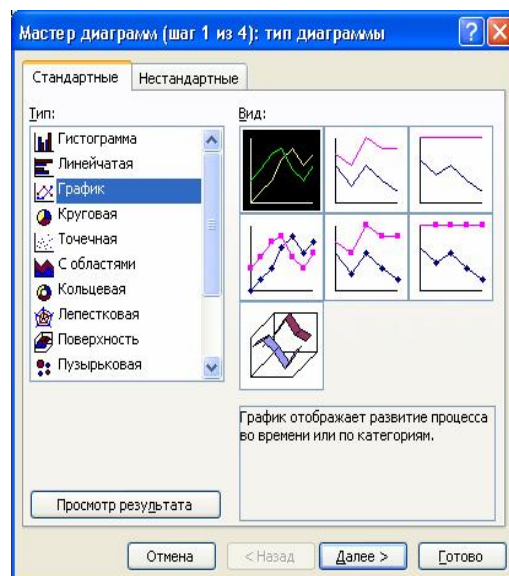 Мастер диаграмм (шаг 1 из 4): тип диаграммы
Стандартные
Нестандартные
Тип:
Гистограмма
Линейчатая
График
Круговая
Точечная
С областями
Кольцевая
Лепестковая
Поверхность
Пузырьковая
Вид:
График отображает развитие процесса
во времени или по категориям.
Просмотр результата
Отмена
< Назад
Далее >
Готово